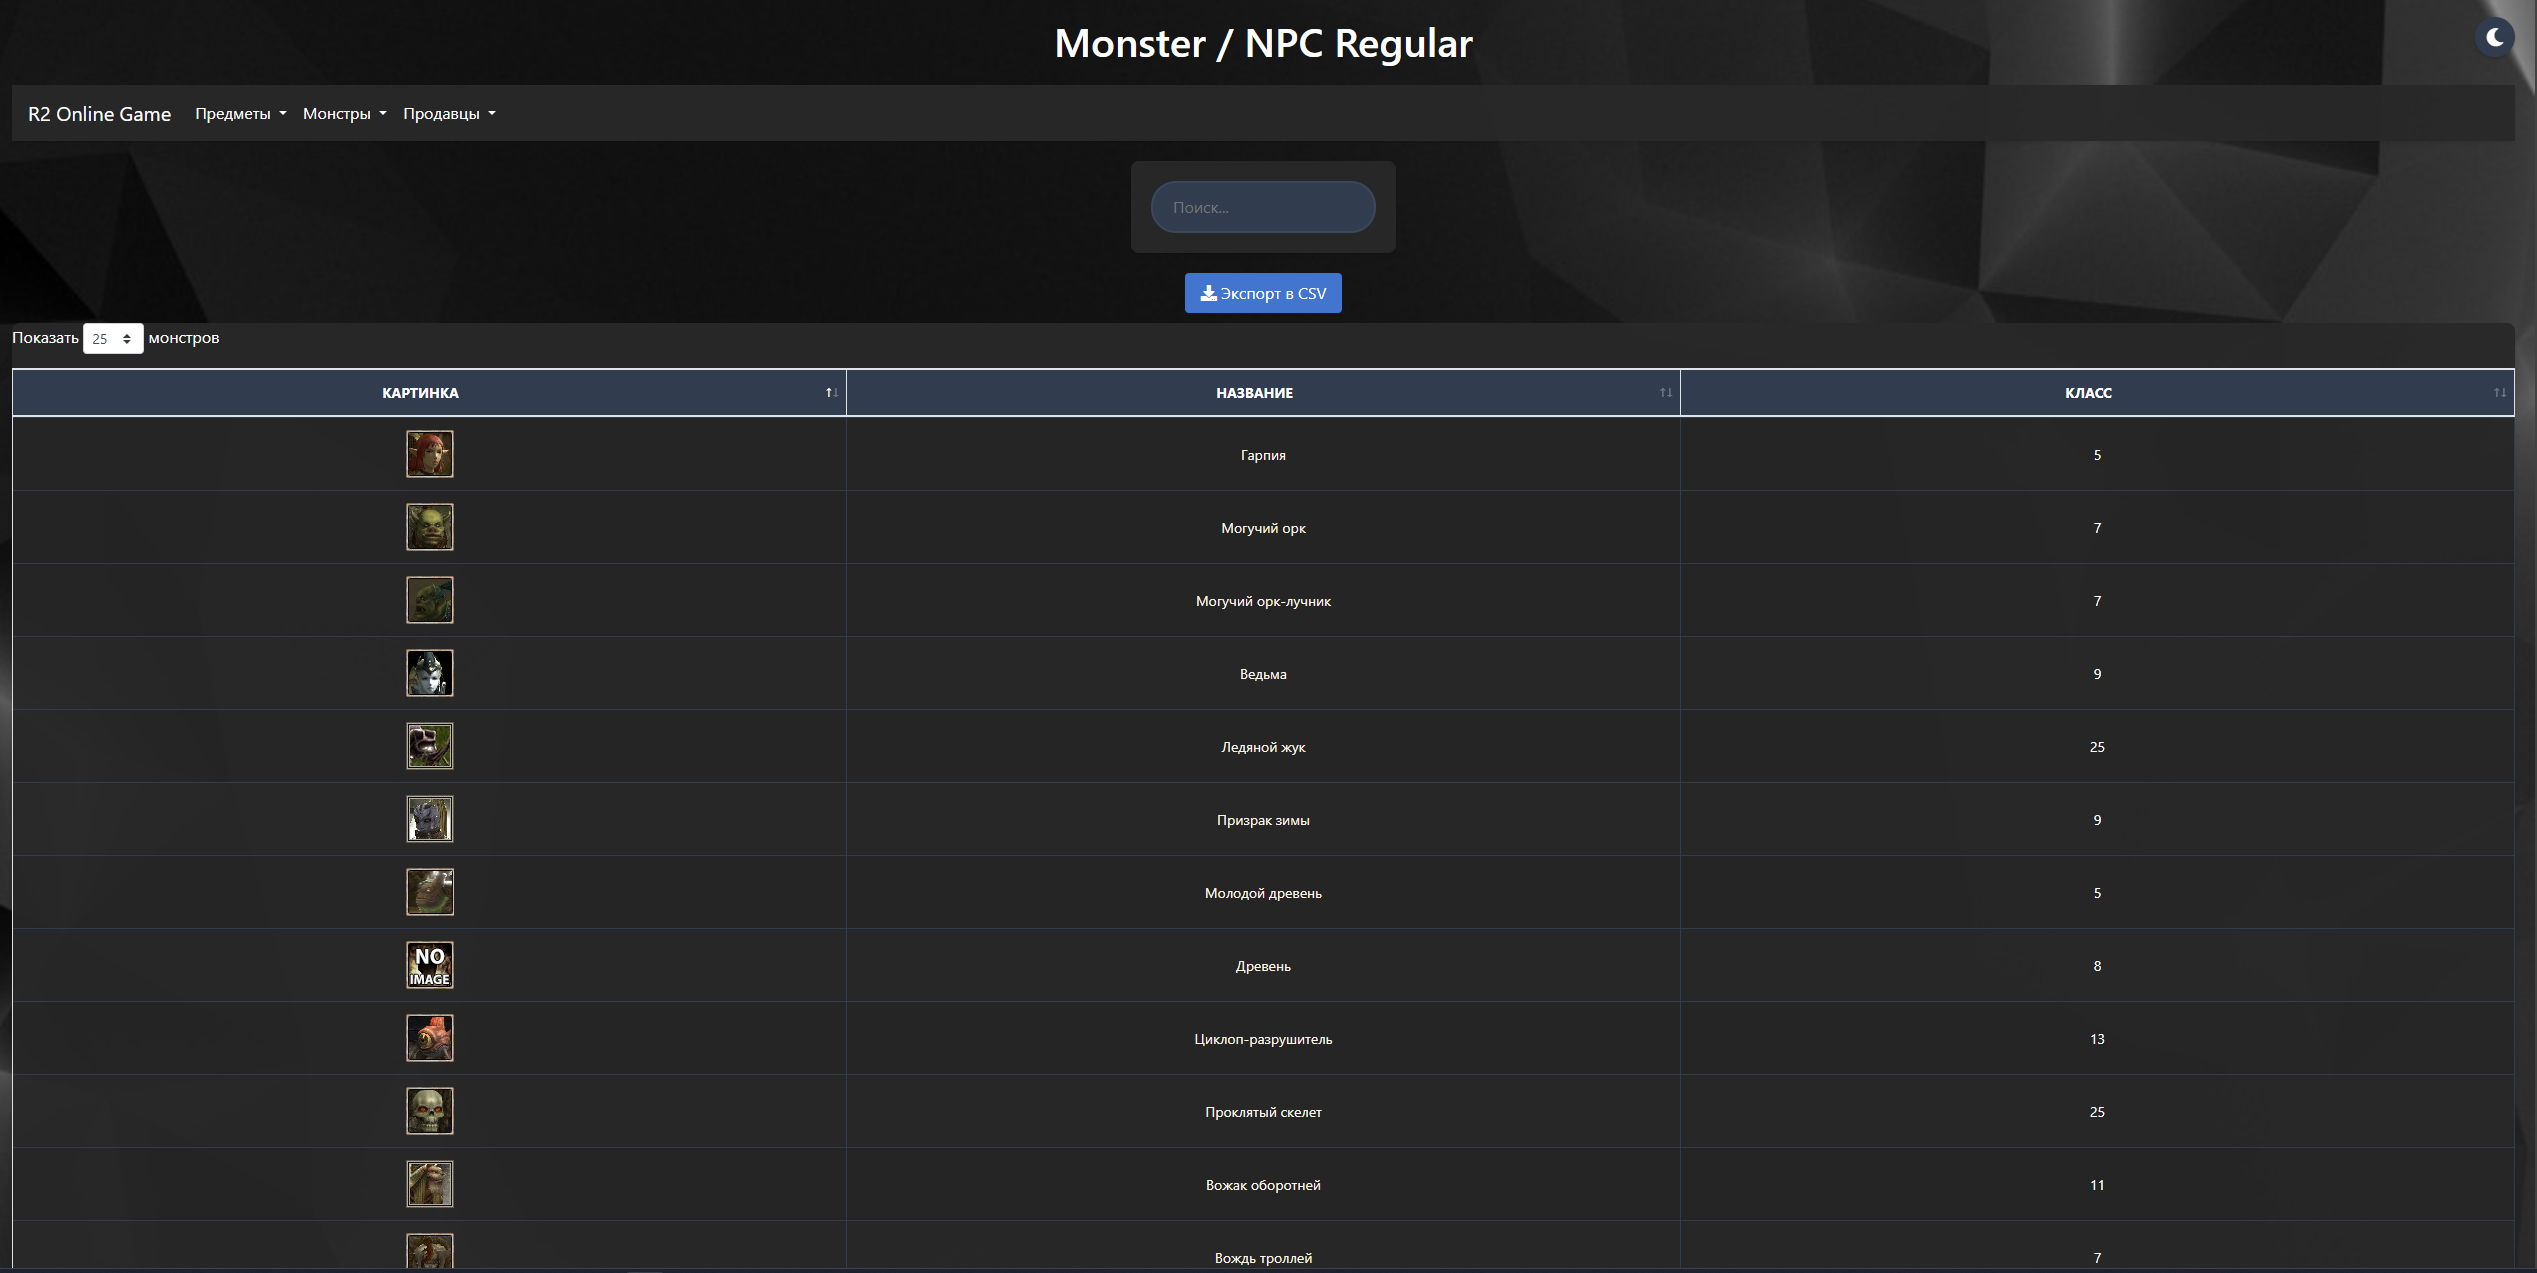 Monster / NPC Regular
R2 Online Game Предметы Монстры Продавцы
Поиск...
Экспорт в CSV
Показать 25 монстров
КАРТИНКА НАЗВАНИЕ КЛАСС
Гарпия 5
Могучий орк 7
Могучий орк-лучник 7
Ведьма 9
Ледяной жук 25
Призрак зимы 9
Молодой древень 5
NO
IMAGE
Древень 8
Циклоп-разрушитель 13
Проклятый скелет 25
Вожак оборотней 11
Вождь троллей 7